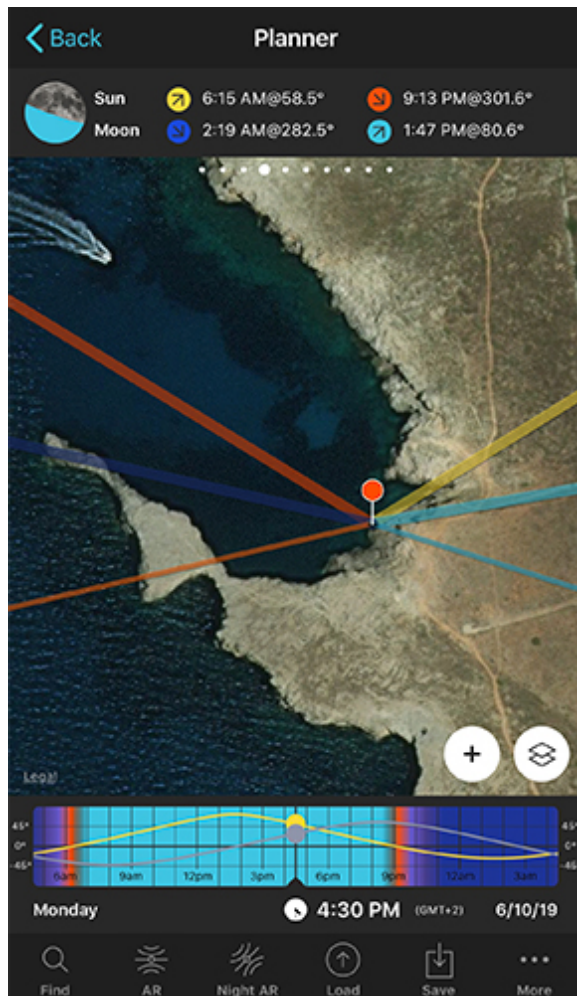 Back Planner
Sun 6:15 AM@58.5° 9:13 PM@301.6°
Moon 2:19 AM@282.5° 1:47 PM@80.6°
Legal
45° 45°
0° 0°
-45° -45°
6am 9am 12pm 3pm 6pm 9pm 12am 3am
Monday 4:30 PM (GMT+2) 6/10/19
Find AR Night AR Load Save More